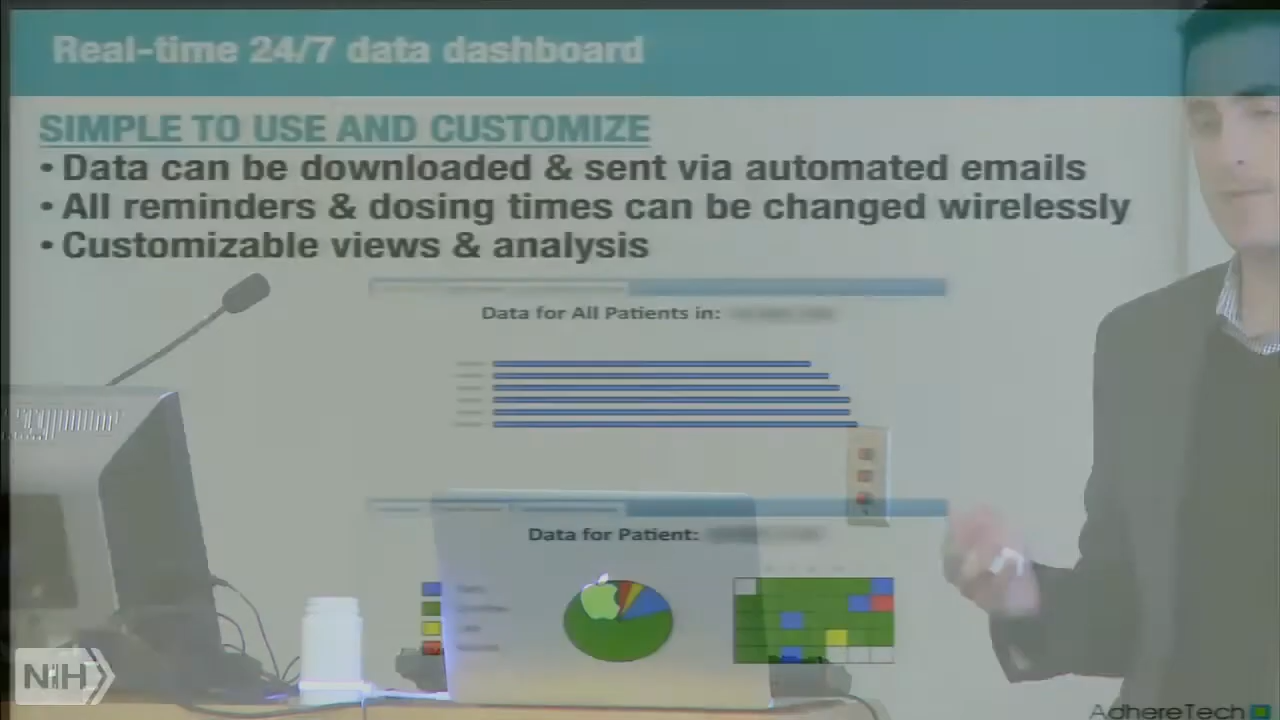 Real-time 24/7 data dashboard
SIMPLE TO USE AND CUSTOMIZE
• Data can be downloaded & sent via automated emails
• All reminders & dosing times can be changed wirelessly
• Customizable views & analysis
Data for All Patients in:
Data for Patient:
NIH
AdhereTech